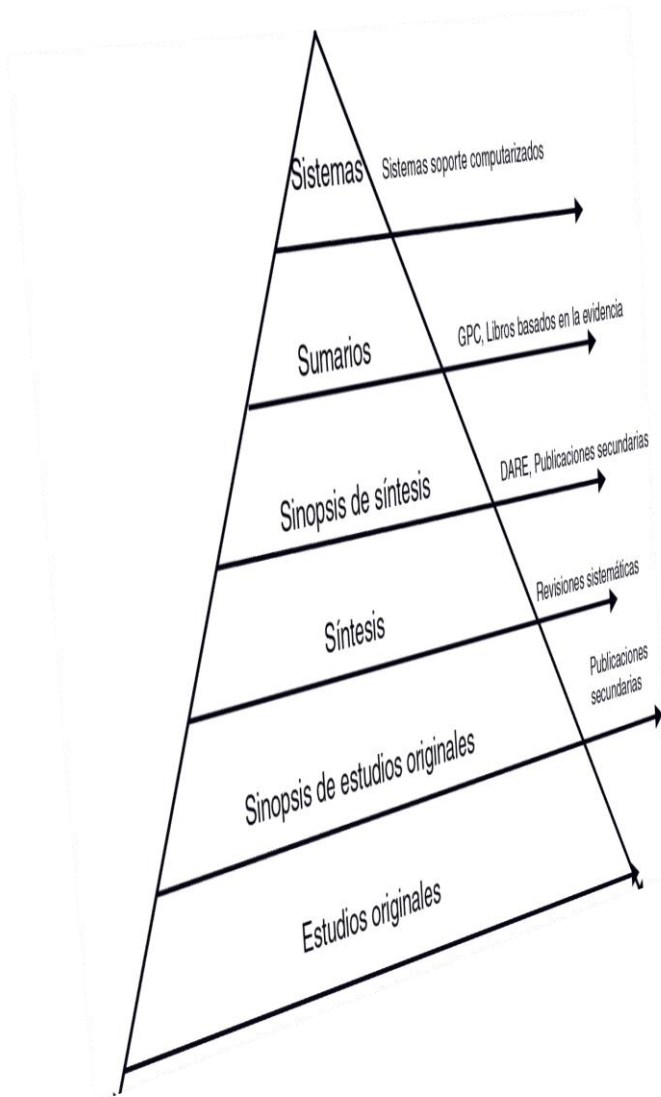 Sistemas
Sistemas soporte computarizados
Sumarios
GPC, Libros basados en la evidencia
Sinopsis de síntesis
DARE, Publicaciones secundarias
Síntesis
Revisiones sistemáticas
Sinopsis de estudios originales
Publicaciones
secundarias
Estudios originales